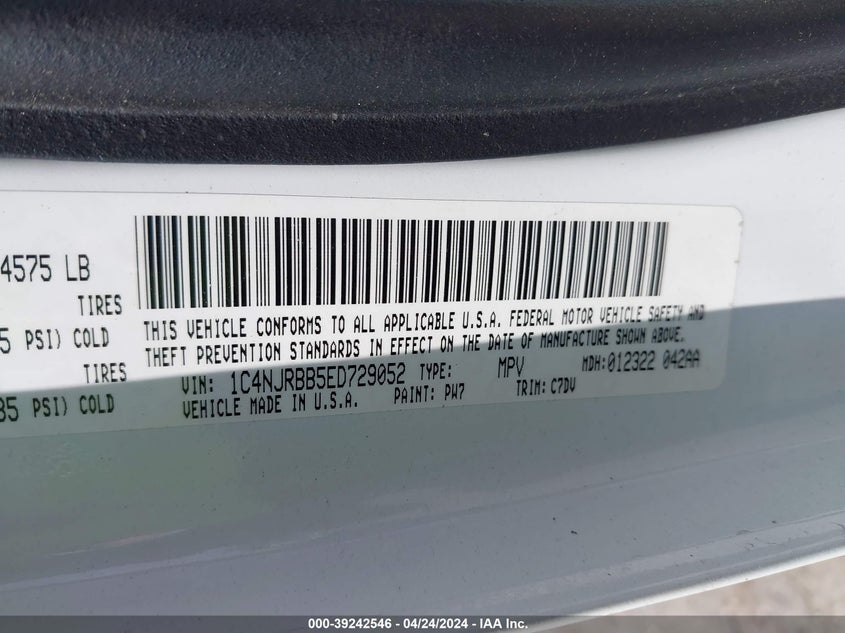 4575 LB
TIRES
5 PSI) COLD
TIRES
35 PSI) COLD
THIS VEHICLE CONFORMS TO ALL APPLICABLE U.S.A. FEDERAL MOTOR VEHICLE SAFETY AND
THEFT PREVENTION STANDARDS IN EFFECT ON THE DATE OF MANUFACTURE SHOWN ABOVE.
VIN: 1C4NJRBB5ED729052 TYPE: MPV MDH:012322 042AA
VEHICLE MADE IN U.S.A. PAINT: PW7 TRIM: C7DV
000-39242546 - 04/24/2024 - IAA Inc.